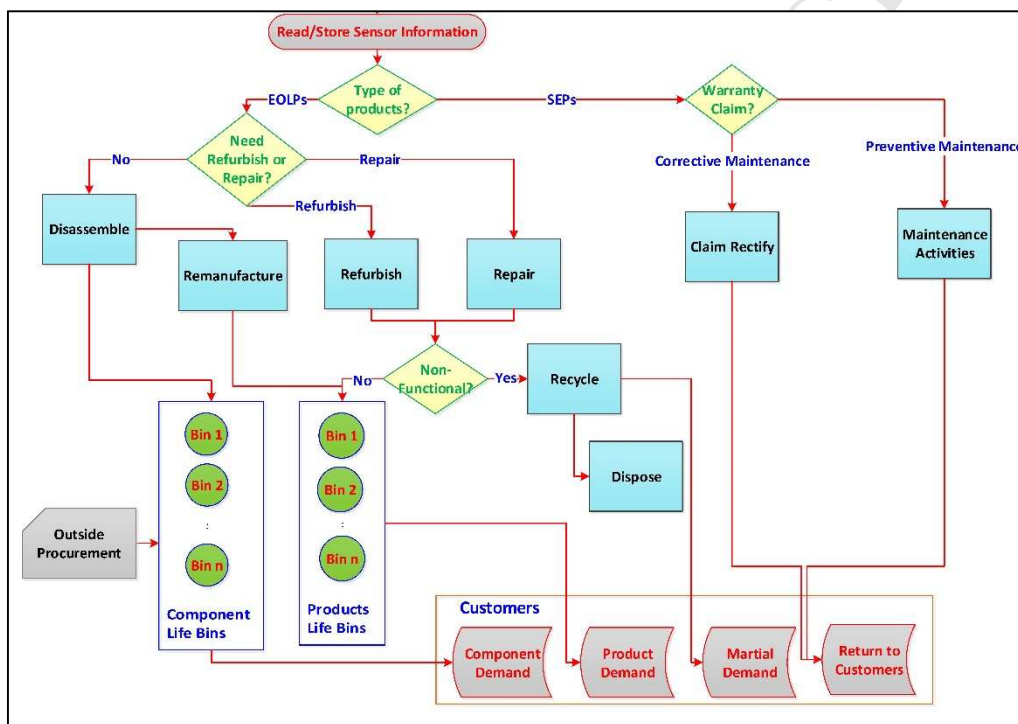 Read/Store Sensor Information
Type of
products?
EOLPs
SEPs
Warranty
Claim?
Need
Refurbish or
Repair?
No
Repair
Refurbish
Corrective Maintenance
Preventive Maintenance
Disassemble
Remanufacture
Refurbish
Repair
Claim Rectify
Maintenance
Activities
Non-
Functional?
No
Yes
Recycle
Dispose
Bin 1
Bin 2
:
Bin n
Component
Life Bins
Bin 1
Bin 2
:
Bin n
Products
Life Bins
Outside
Procurement
Customers
Component
Demand
Product
Demand
Martial
Demand
Return to
Customers